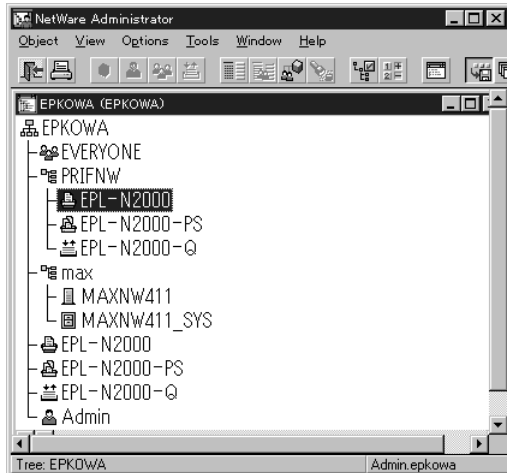 NetWare Administrator
Object View Options Tools Window Help
EPKOWA (EPKOWA)
EPKOWA
EVERYONE
PRIFNW
EPL-N2000
EPL-N2000-PS
EPL-N2000-Q
max
MAXNW411
MAXNW411_SYS
EPL-N2000
EPL-N2000-PS
EPL-N2000-Q
Admin
Tree: EPKOWA Admin.epkowa